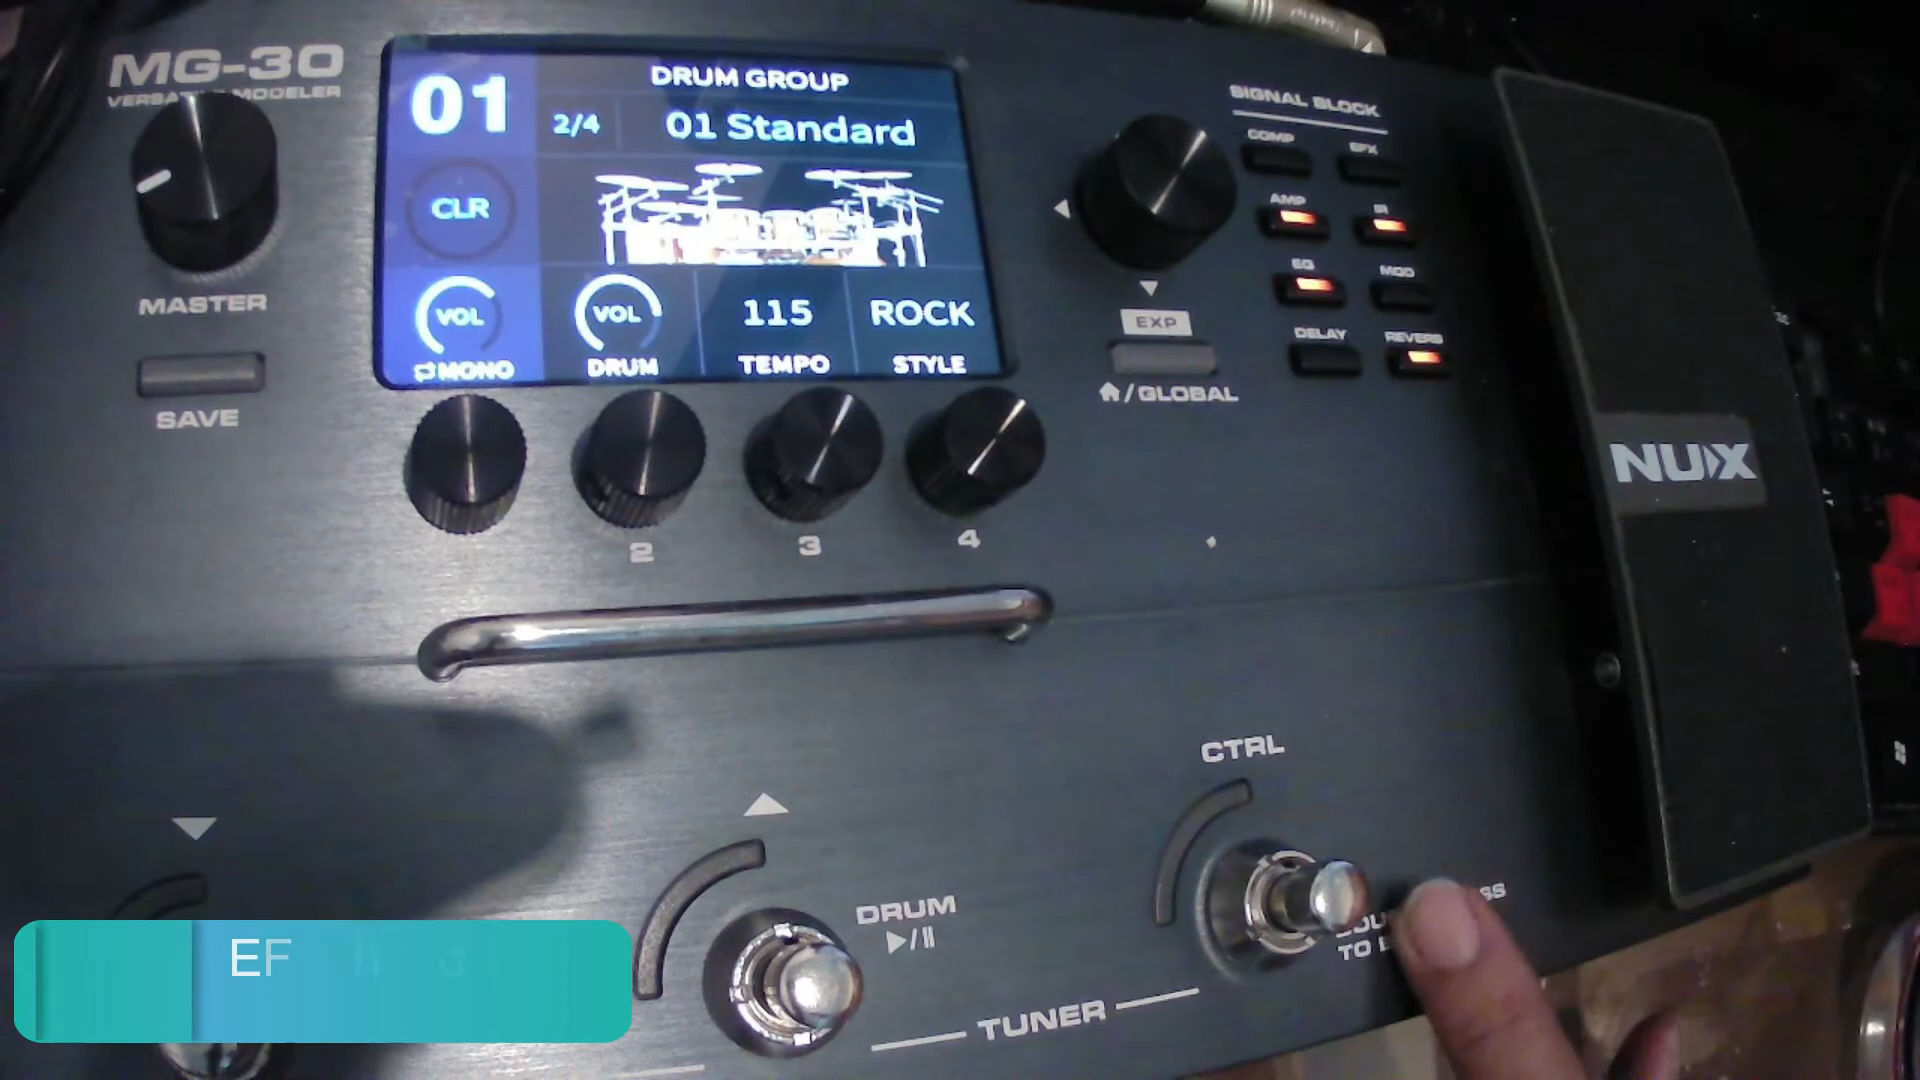 MG-30
MASTER
SAVE
01
DRUM GROUP
2/4
01 Standard
CLR
VOL
MONO
VOL
DRUM
115
TEMPO
ROCK
STYLE
2
3
4
EXP
/ GLOBAL
SIGNAL BLOCK
COMP
EFX
AMP
IR
EQ
MOD
DELAY
REVERB
NUX
CTRL
DRUM
TO
TUNER
EF